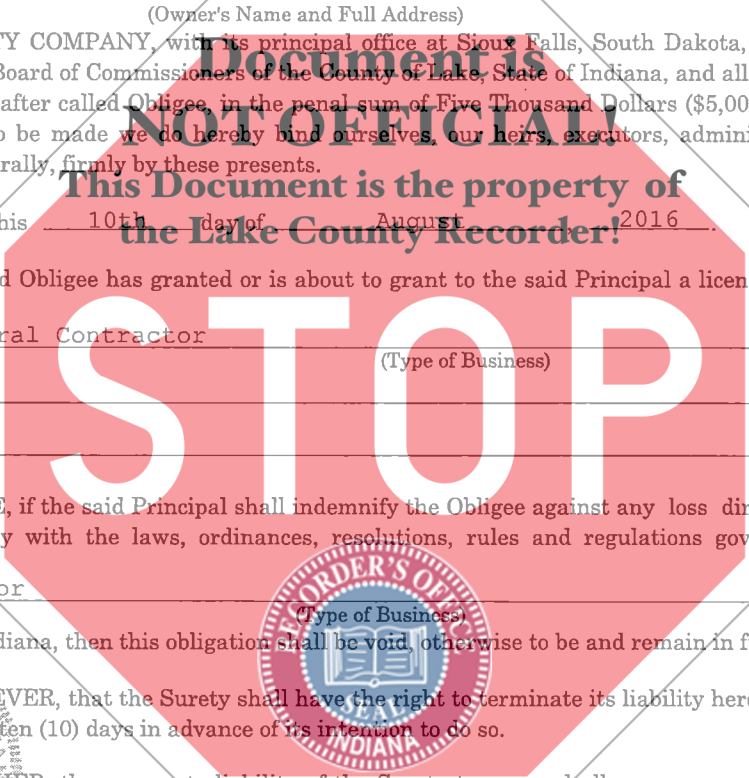 (Owner's Name and Full Address)
TY COMPANY, with its principal office at Sioux Falls, South Dakota,
Board of Commissioners of the County of Lake, State of Indiana, and all
Document is
after called Obligee, in the penal sum of Five Thousand Dollars ($5,00
NOT OFFICIAL!
o be made we do hereby bind ourselves, our heirs, executors, admini
rally, firmly by these presents.
This Document is the property of
his 10th day of August, 2016.
the Lake County Recorder!
d Obligee has granted or is about to grant to the said Principal a licen
ral Contractor
(Type of Business)
STOP
E, if the said Principal shall indemnify the Obligee against any loss dir
y with the laws, ordinances, resolutions, rules and regulations gov
or
RECORDER'S OFFICE
(Type of Business)
diana, then this obligation shall be void, otherwise to be and remain in f
EVER, that the Surety shall have the right to terminate its liability here
SEAL
ten (10) days in advance of its intention to do so.
INDIANA